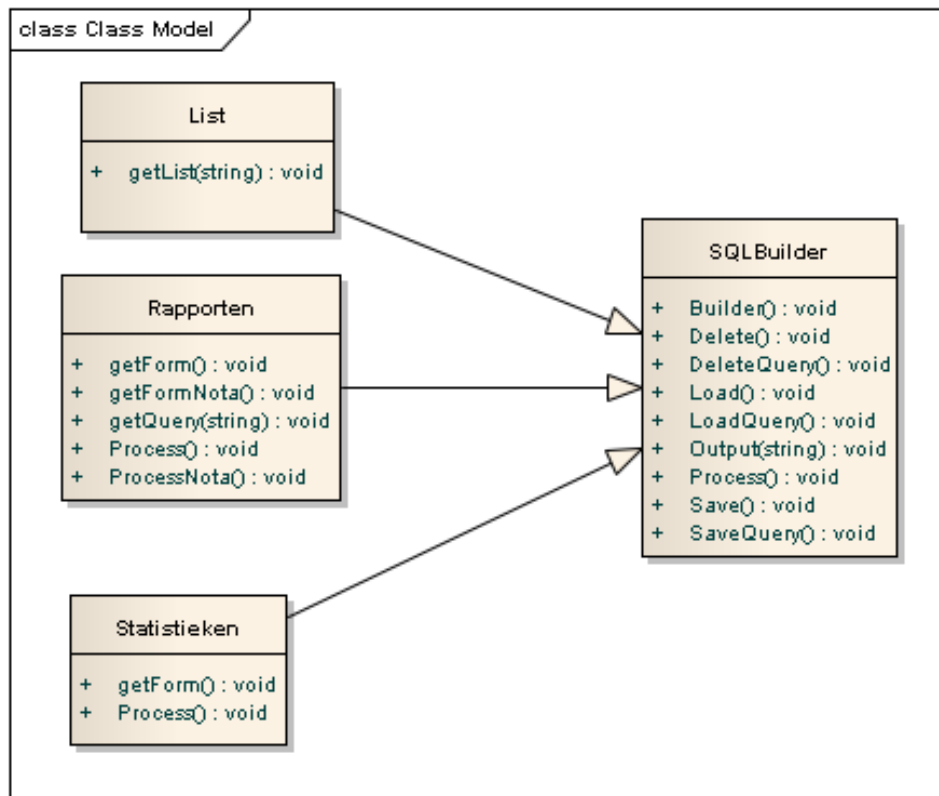 class Class Model
List
+ getList(string) : void
Rapporten
+ getForm() : void
+ getFormNota() : void
+ getQuery(string) : void
+ Process() : void
+ ProcessNota() : void
Statistieken
+ getForm() : void
+ Process() : void
SQLBuilder
+ Builder() : void
+ Delete() : void
+ DeleteQuery() : void
+ Load() : void
+ LoadQuery() : void
+ Output(string) : void
+ Process() : void
+ Save() : void
+ SaveQuery() : void